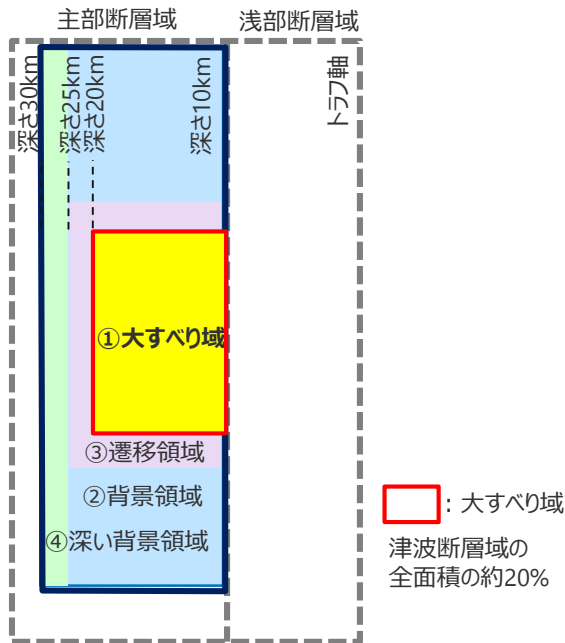 主部断層域
浅部断層域
深さ30km
深さ25km
深さ20km
深さ10km
トラフ軸
①大すべり域
③遷移領域
②背景領域
④深い背景領域
：大すべり域
津波断層域の
全面積の約20%